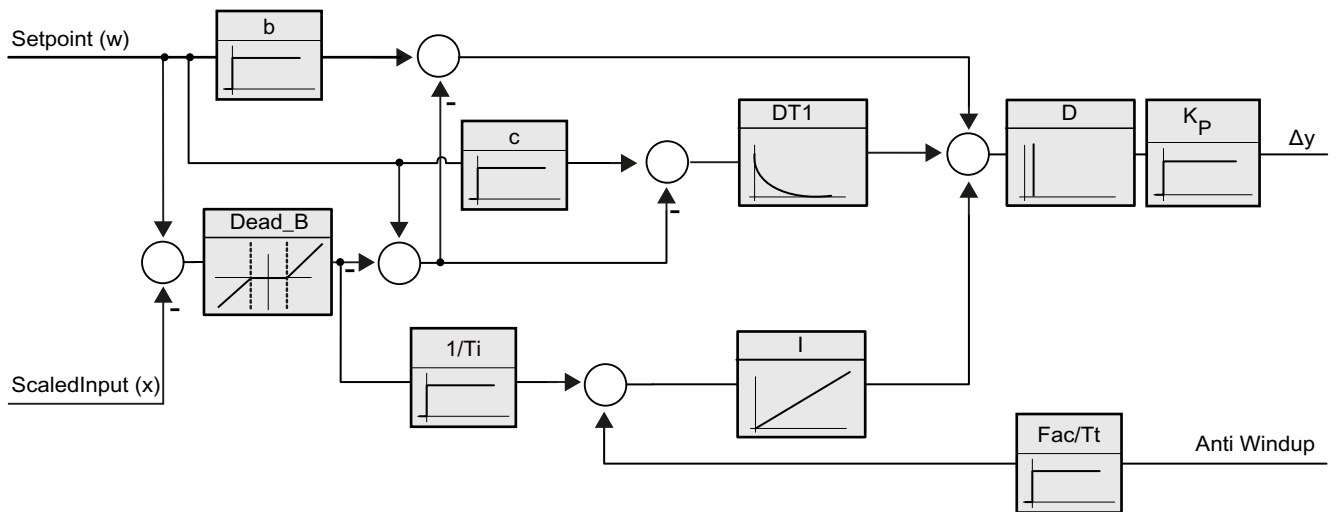 b
Setpoint (w)
-
DT1
D
K_P
c
Δy
-
Dead_B
-
-
1/Ti
I
ScaledInput (x)
Fac/Tt
Anti Windup